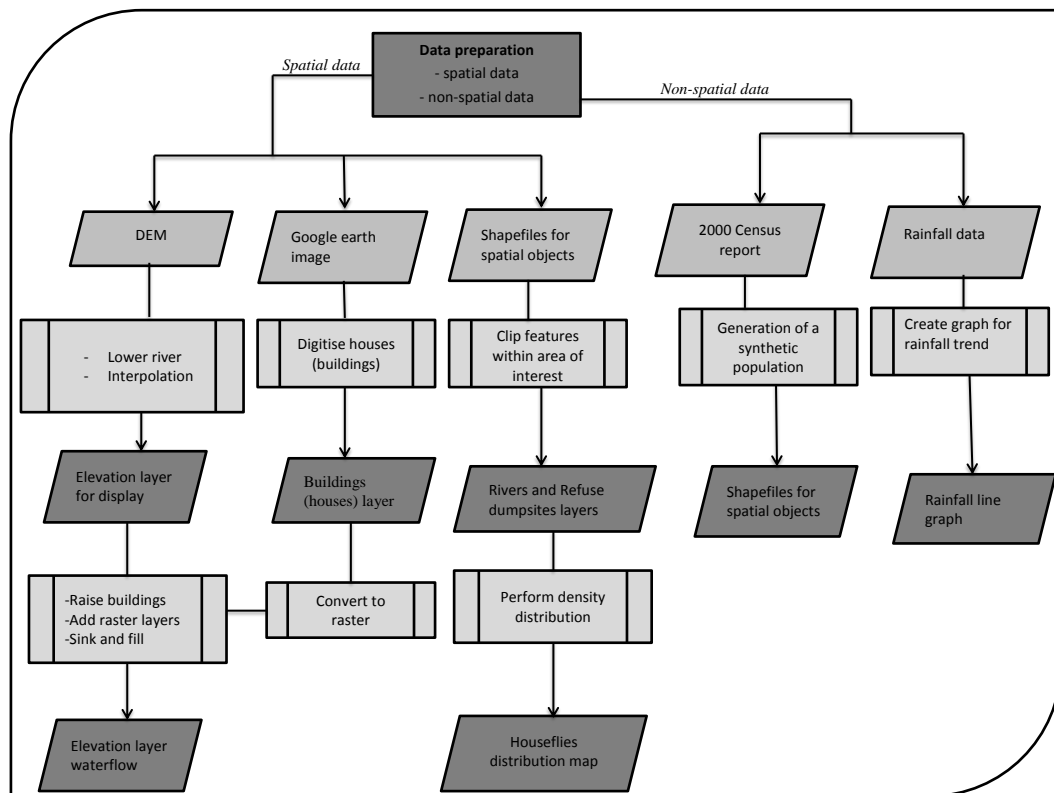 Data preparation
- spatial data
- non-spatial data
Spatial data
Non-spatial data
DEM
Google earth
image
Shapefiles for
spatial objects
2000 Census
report
Rainfall data
- Lower river
- Interpolation
Digitise houses
(buildings)
Clip features
within area of
interest
Generation of a
synthetic
population
Create graph for
rainfall trend
Elevation layer
for display
Buildings
(houses) layer
Rivers and Refuse
dumpsites layers
Shapefiles for
spatial objects
Rainfall line
graph
-Raise buildings
-Add raster layers
-Sink and fill
Convert to
raster
Perform density
distribution
Elevation layer
waterflow
Houseflies
distribution map